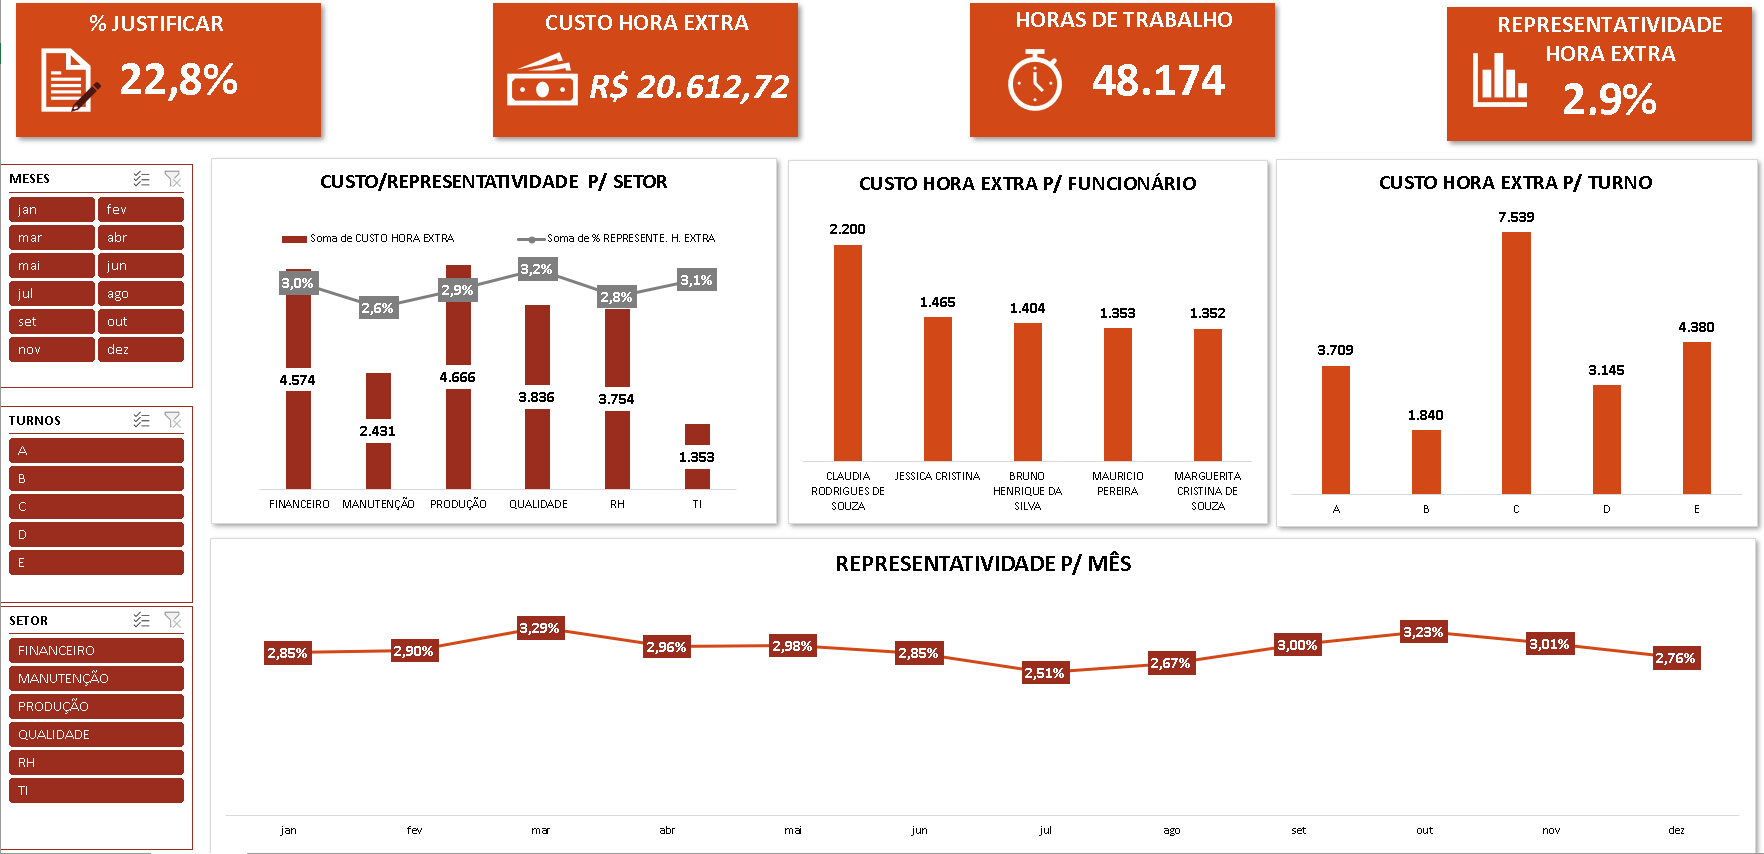 % JUSTIFICAR
22,8%
CUSTO HORA EXTRA
R$ 20.612,72
HORAS DE TRABALHO
48.174
REPRESENTATIVIDADE
HORA EXTRA
2,9%
MESES
jan fev
mar abr
mai jun
jul ago
set out
nov dez
TURNOS
A
B
C
D
E
SETOR
FINANCEIRO
MANUTENÇÃO
PRODUÇÃO
QUALIDADE
RH
TI
CUSTO/REPRESENTATIVIDADE P/ SETOR
Soma de CUSTO HORA EXTRA Soma de % REPRESENTE. H. EXTRA
3,0% 2,6% 2,9% 3,2% 2,8% 3,1%
4.574 2.431 4.666 3.836 3.754 1.353
FINANCEIRO MANUTENÇÃO PRODUÇÃO QUALIDADE RH TI
CUSTO HORA EXTRA P/ FUNCIONÁRIO
2.200 1.465 1.404 1.353 1.352
CLAUDIA
RODRIGUES DE
SOUZA
JESSICA CRISTINA
BRUNO
HENRIQUE DA
SILVA
MAURICIO
PEREIRA
MARGUERITA
CRISTINA DE
SOUZA
CUSTO HORA EXTRA P/ TURNO
3.709 1.840 7.539 3.145 4.380
A B C D E
REPRESENTATIVIDADE P/ MÊS
2,85% 2,90% 3,29% 2,96% 2,98% 2,85% 2,51% 2,67% 3,00% 3,23% 3,01% 2,76%
jan fev mar abr mai jun jul ago set out nov dez